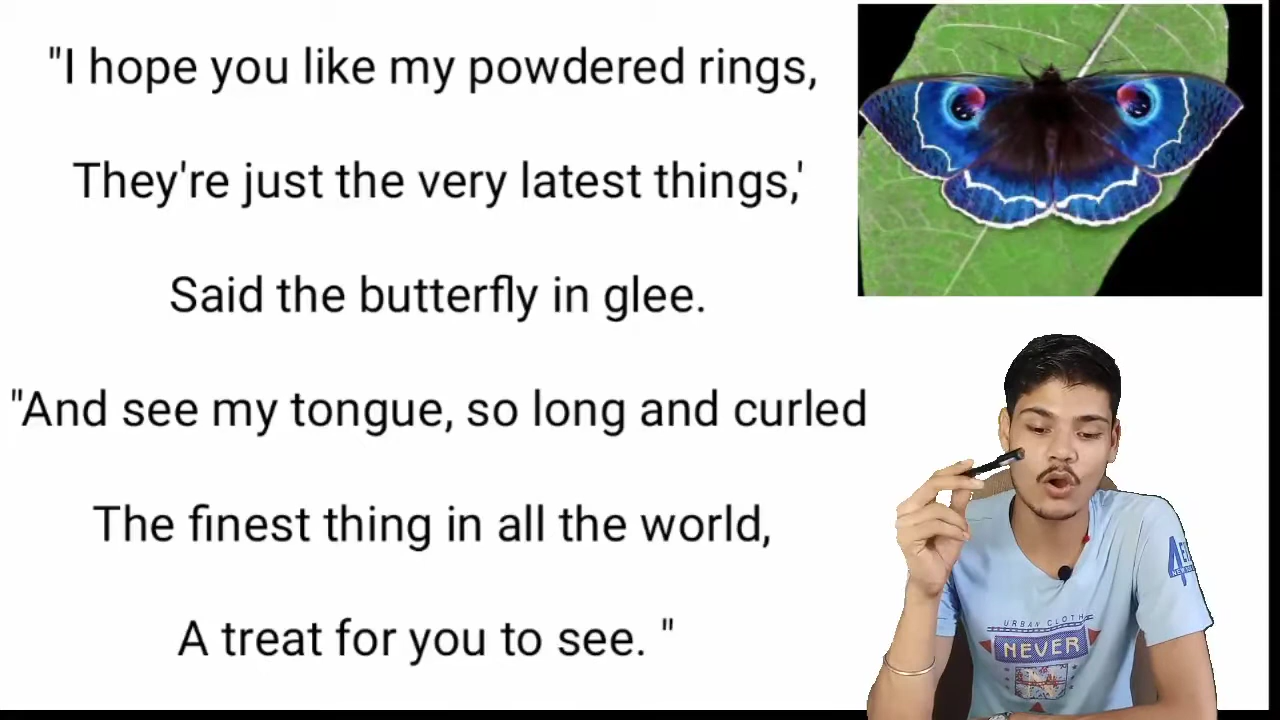 "I hope you like my powdered rings,
They're just the very latest things,'
Said the butterfly in glee.
"And see my tongue, so long and curled
The finest thing in all the world,
A treat for you to see. "
URBAN CLOTH
NEVER